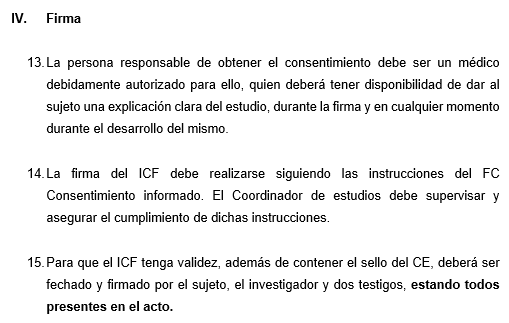 IV. Firma
13. La persona responsable de obtener el consentimiento debe ser un médico
debidamente autorizado para ello, quien deberá tener disponibilidad de dar al
sujeto una explicación clara del estudio, durante la firma y en cualquier momento
durante el desarrollo del mismo.
14. La firma del ICF debe realizarse siguiendo las instrucciones del FC
Consentimiento informado. El Coordinador de estudios debe supervisar y
asegurar el cumplimiento de dichas instrucciones.
15. Para que el ICF tenga validez, además de contener el sello del CE, deberá ser
fechado y firmado por el sujeto, el investigador y dos testigos, estando todos
presentes en el acto.